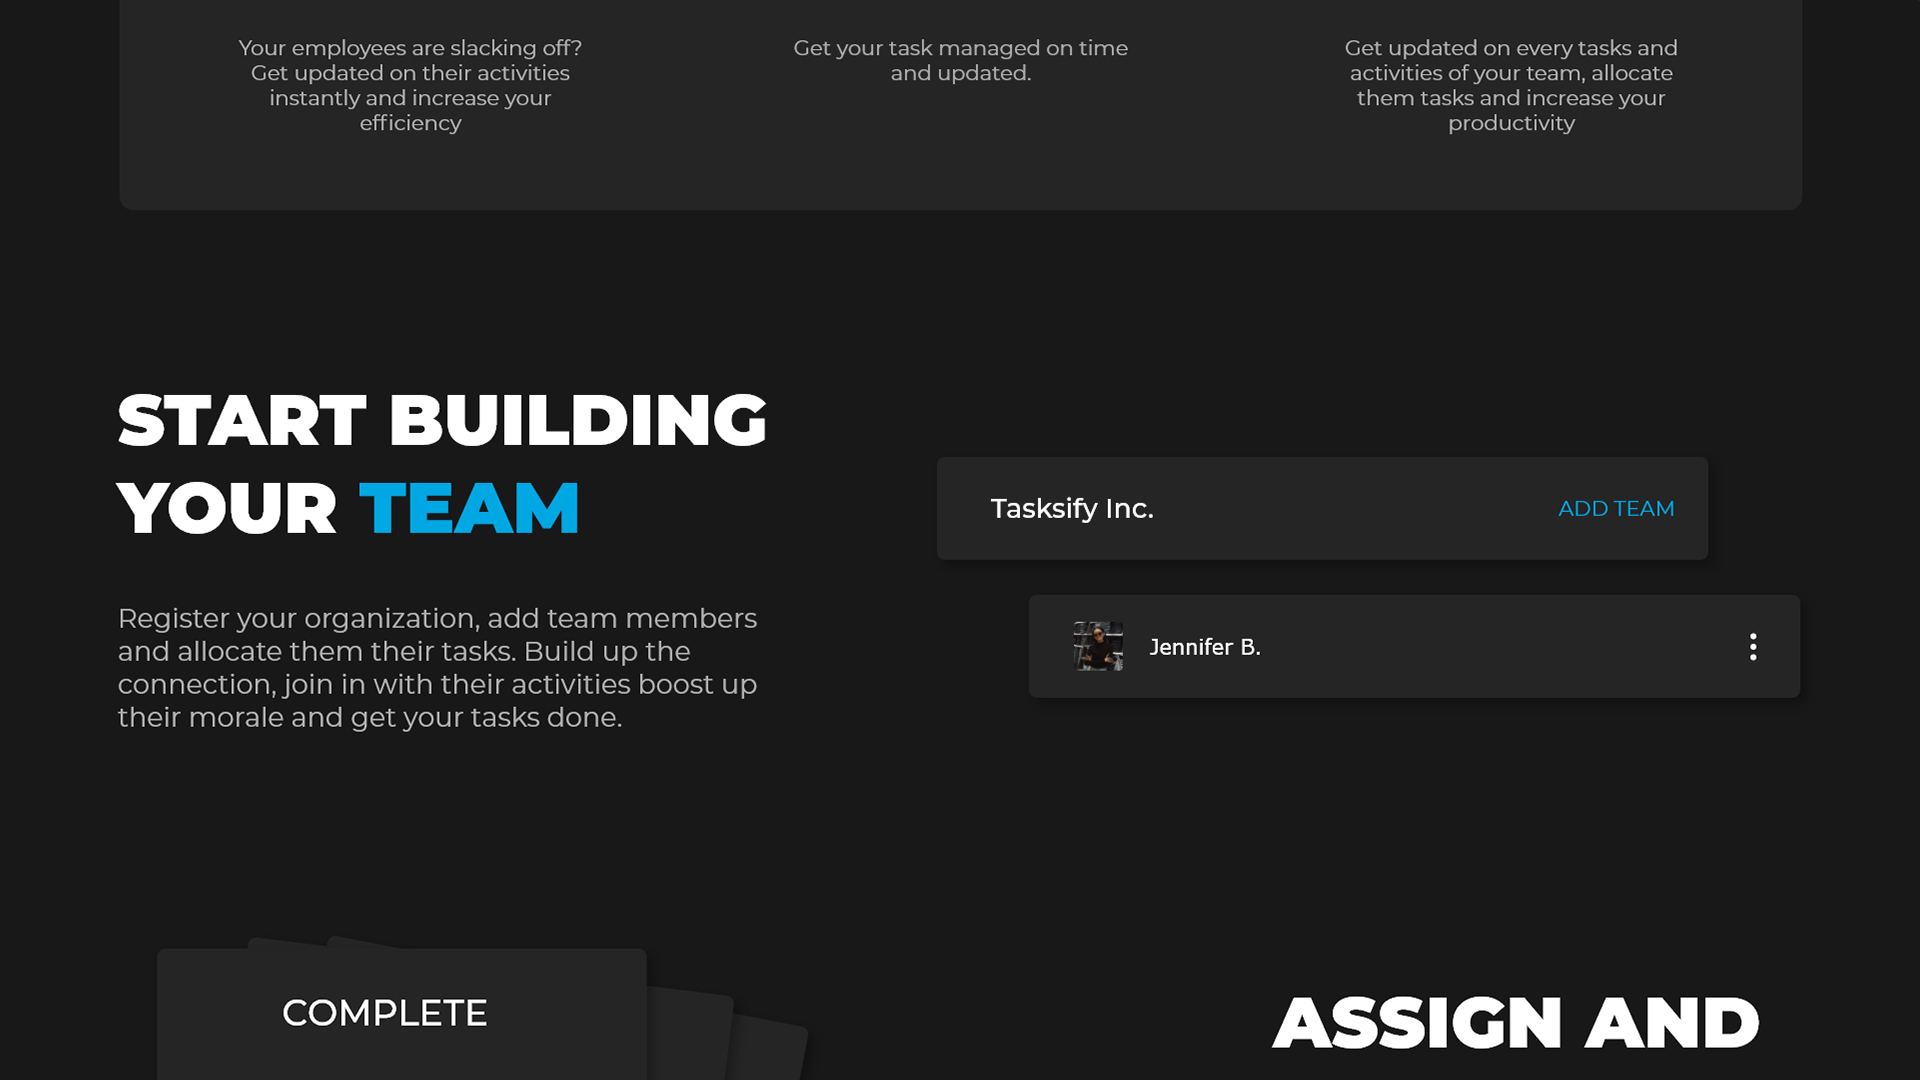 Your employees are slacking off?
Get updated on their activities
instantly and increase your
efficiency
Get your task managed on time
and updated.
Get updated on every tasks and
activities of your team, allocate
them tasks and increase your
productivity
START BUILDING
YOUR TEAM
Register your organization, add team members
and allocate them their tasks. Build up the
connection, join in with their activities boost up
their morale and get your tasks done.
Tasksify Inc.
ADD TEAM
Jennifer B.
COMPLETE
ASSIGN AND